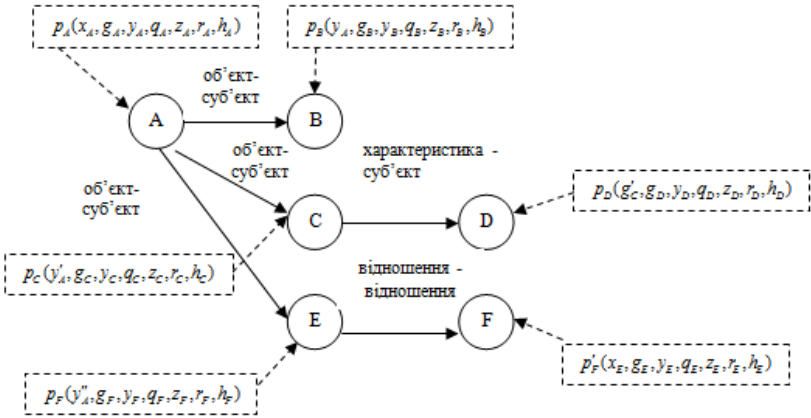 p_A(x_A, g_A, y_A, q_A, z_A, r_A, h_A)
p_B(y_A, g_B, y_B, q_B, z_B, r_B, h_B)
об’єкт-
суб’єкт
A
B
об’єкт-
суб’єкт
характеристика -
суб’єкт
об’єкт-
суб’єкт
p_D(g'_C, g_D, y_D, q_D, z_D, r_D, h_D)
C
D
p_C(y'_A, g_C, y_C, q_C, z_C, r_C, h_C)
відношення -
відношення
E
F
p'_F(x_E, g_E, y_E, q_E, z_E, r_E, h_E)
p_F(y''_A, g_F, y_F, q_F, z_F, r_F, h_F)